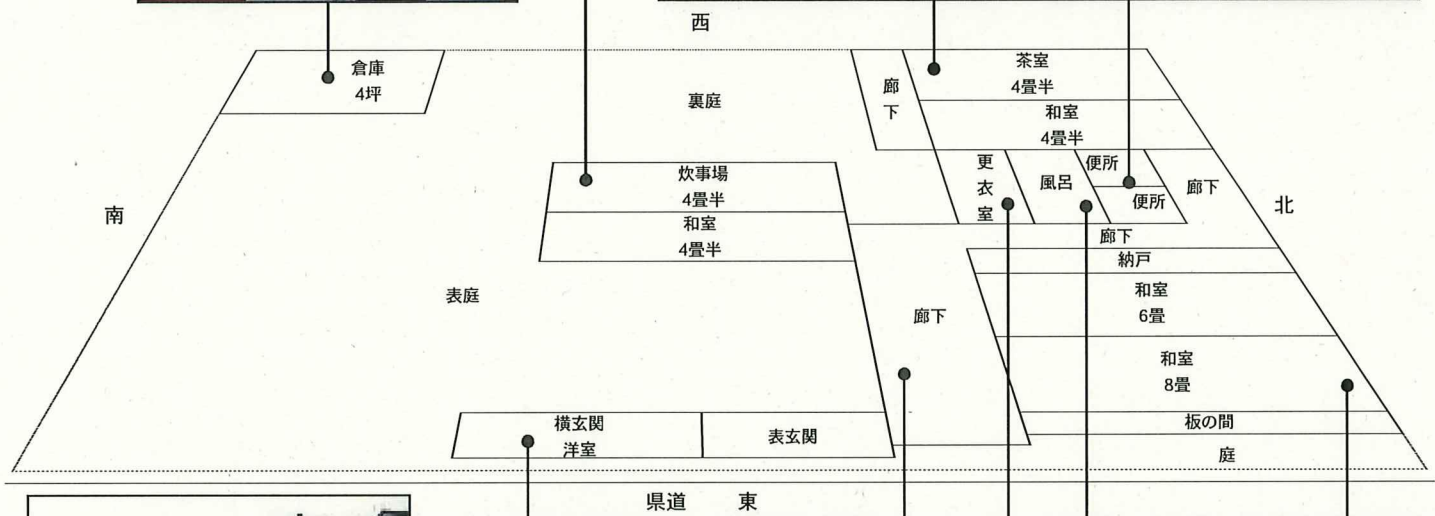 西
倉庫
4坪
裏庭
廊
下
茶室
4畳半
和室
4畳半
炊事場
4畳半
和室
4畳半
更
衣
室
風呂
便所
便所
廊下
南
北
廊下
納戸
和室
6畳
表庭
廊下
和室
8畳
横玄関
洋室
表玄関
板の間
庭
県道 東